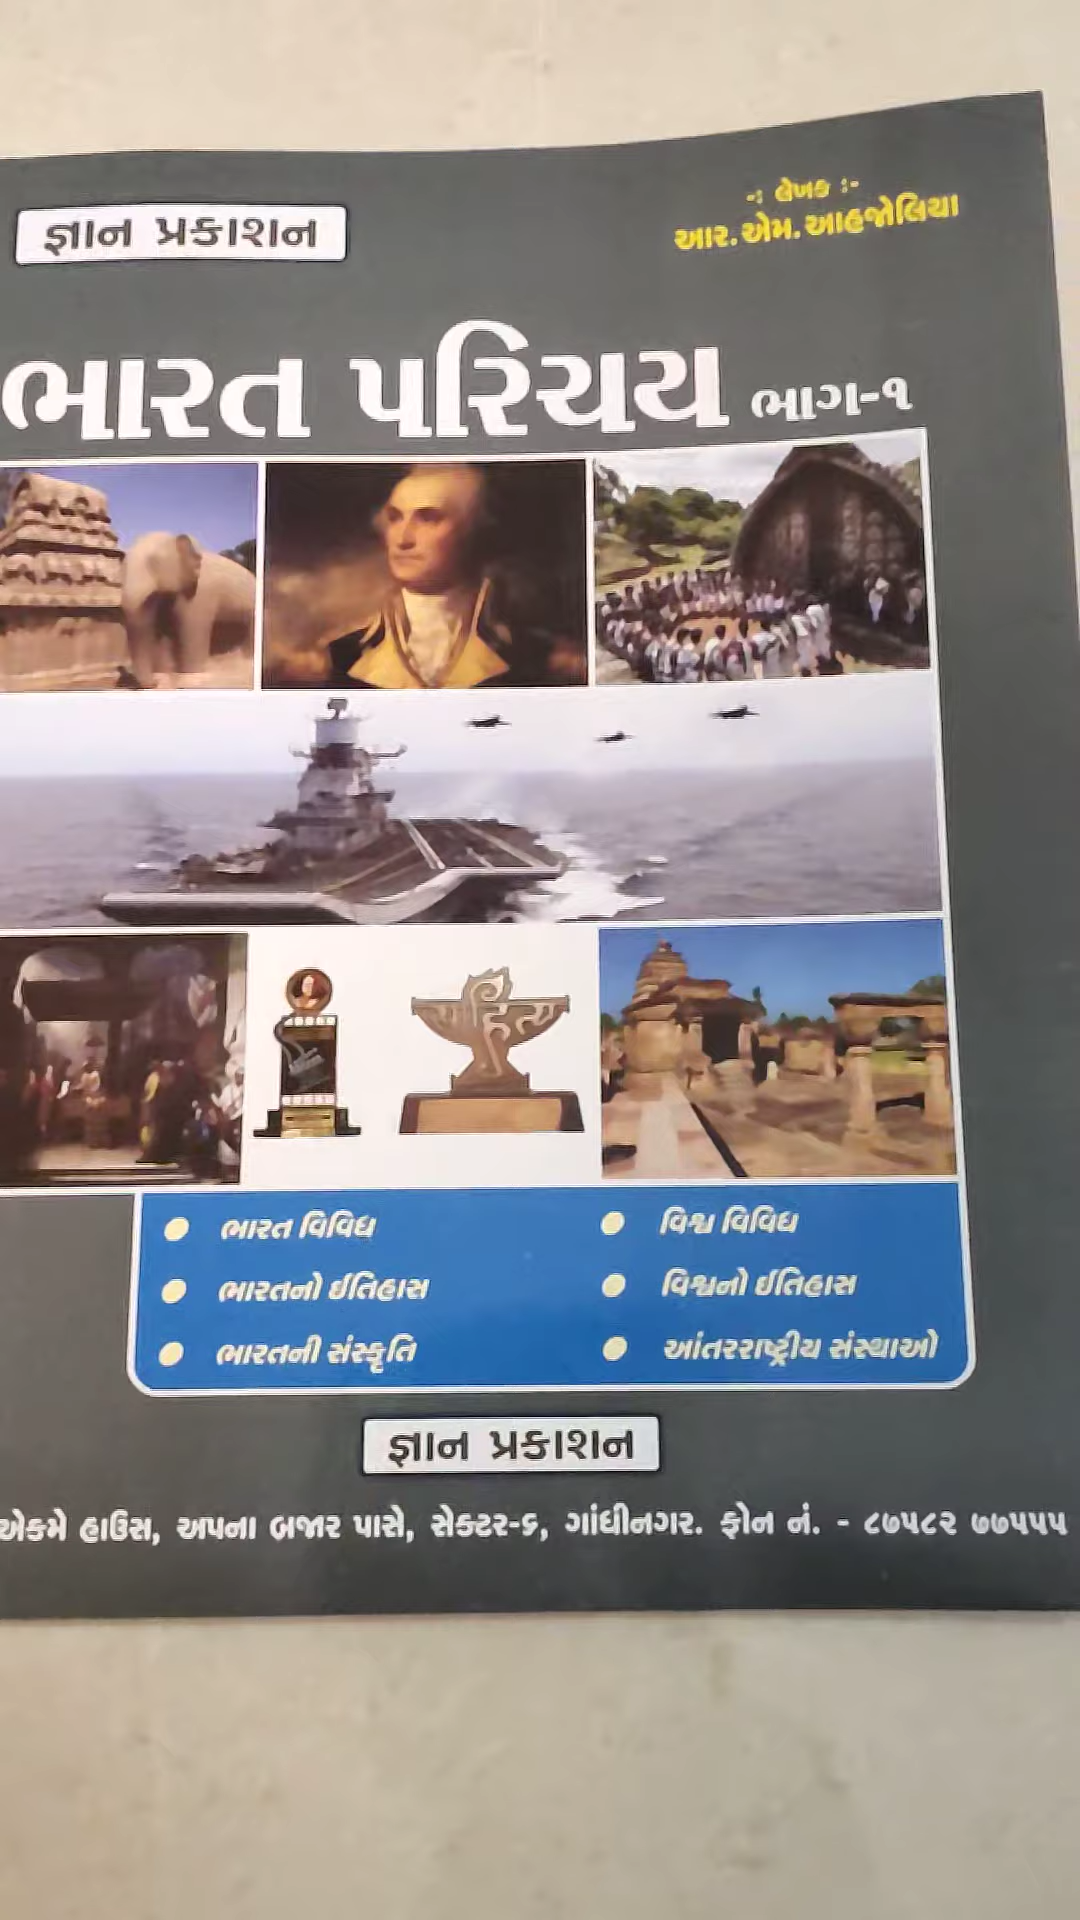 જ્ઞાન પ્રકાશન
-: લેખક :-
આર.એમ.આહજોલિયા
ભારત પરિચય ભાગ-૧
સાહિત્ય
ભારત વિવિધ
વિશ્વ વિવિધ
ભારતનો ઈતિહાસ
વિશ્વનો ઈતિહાસ
ભારતની સંસ્કૃતિ
આંતરરાષ્ટ્રીય સંસ્થાઓ
જ્ઞાન પ્રકાશન
એકમે હાઉસ, અપના બજાર પાસે, સેક્ટર-૬, ગાંધીનગર. ફોન નં. - ૮૭૫૮૨ ૭૭૫૫૫